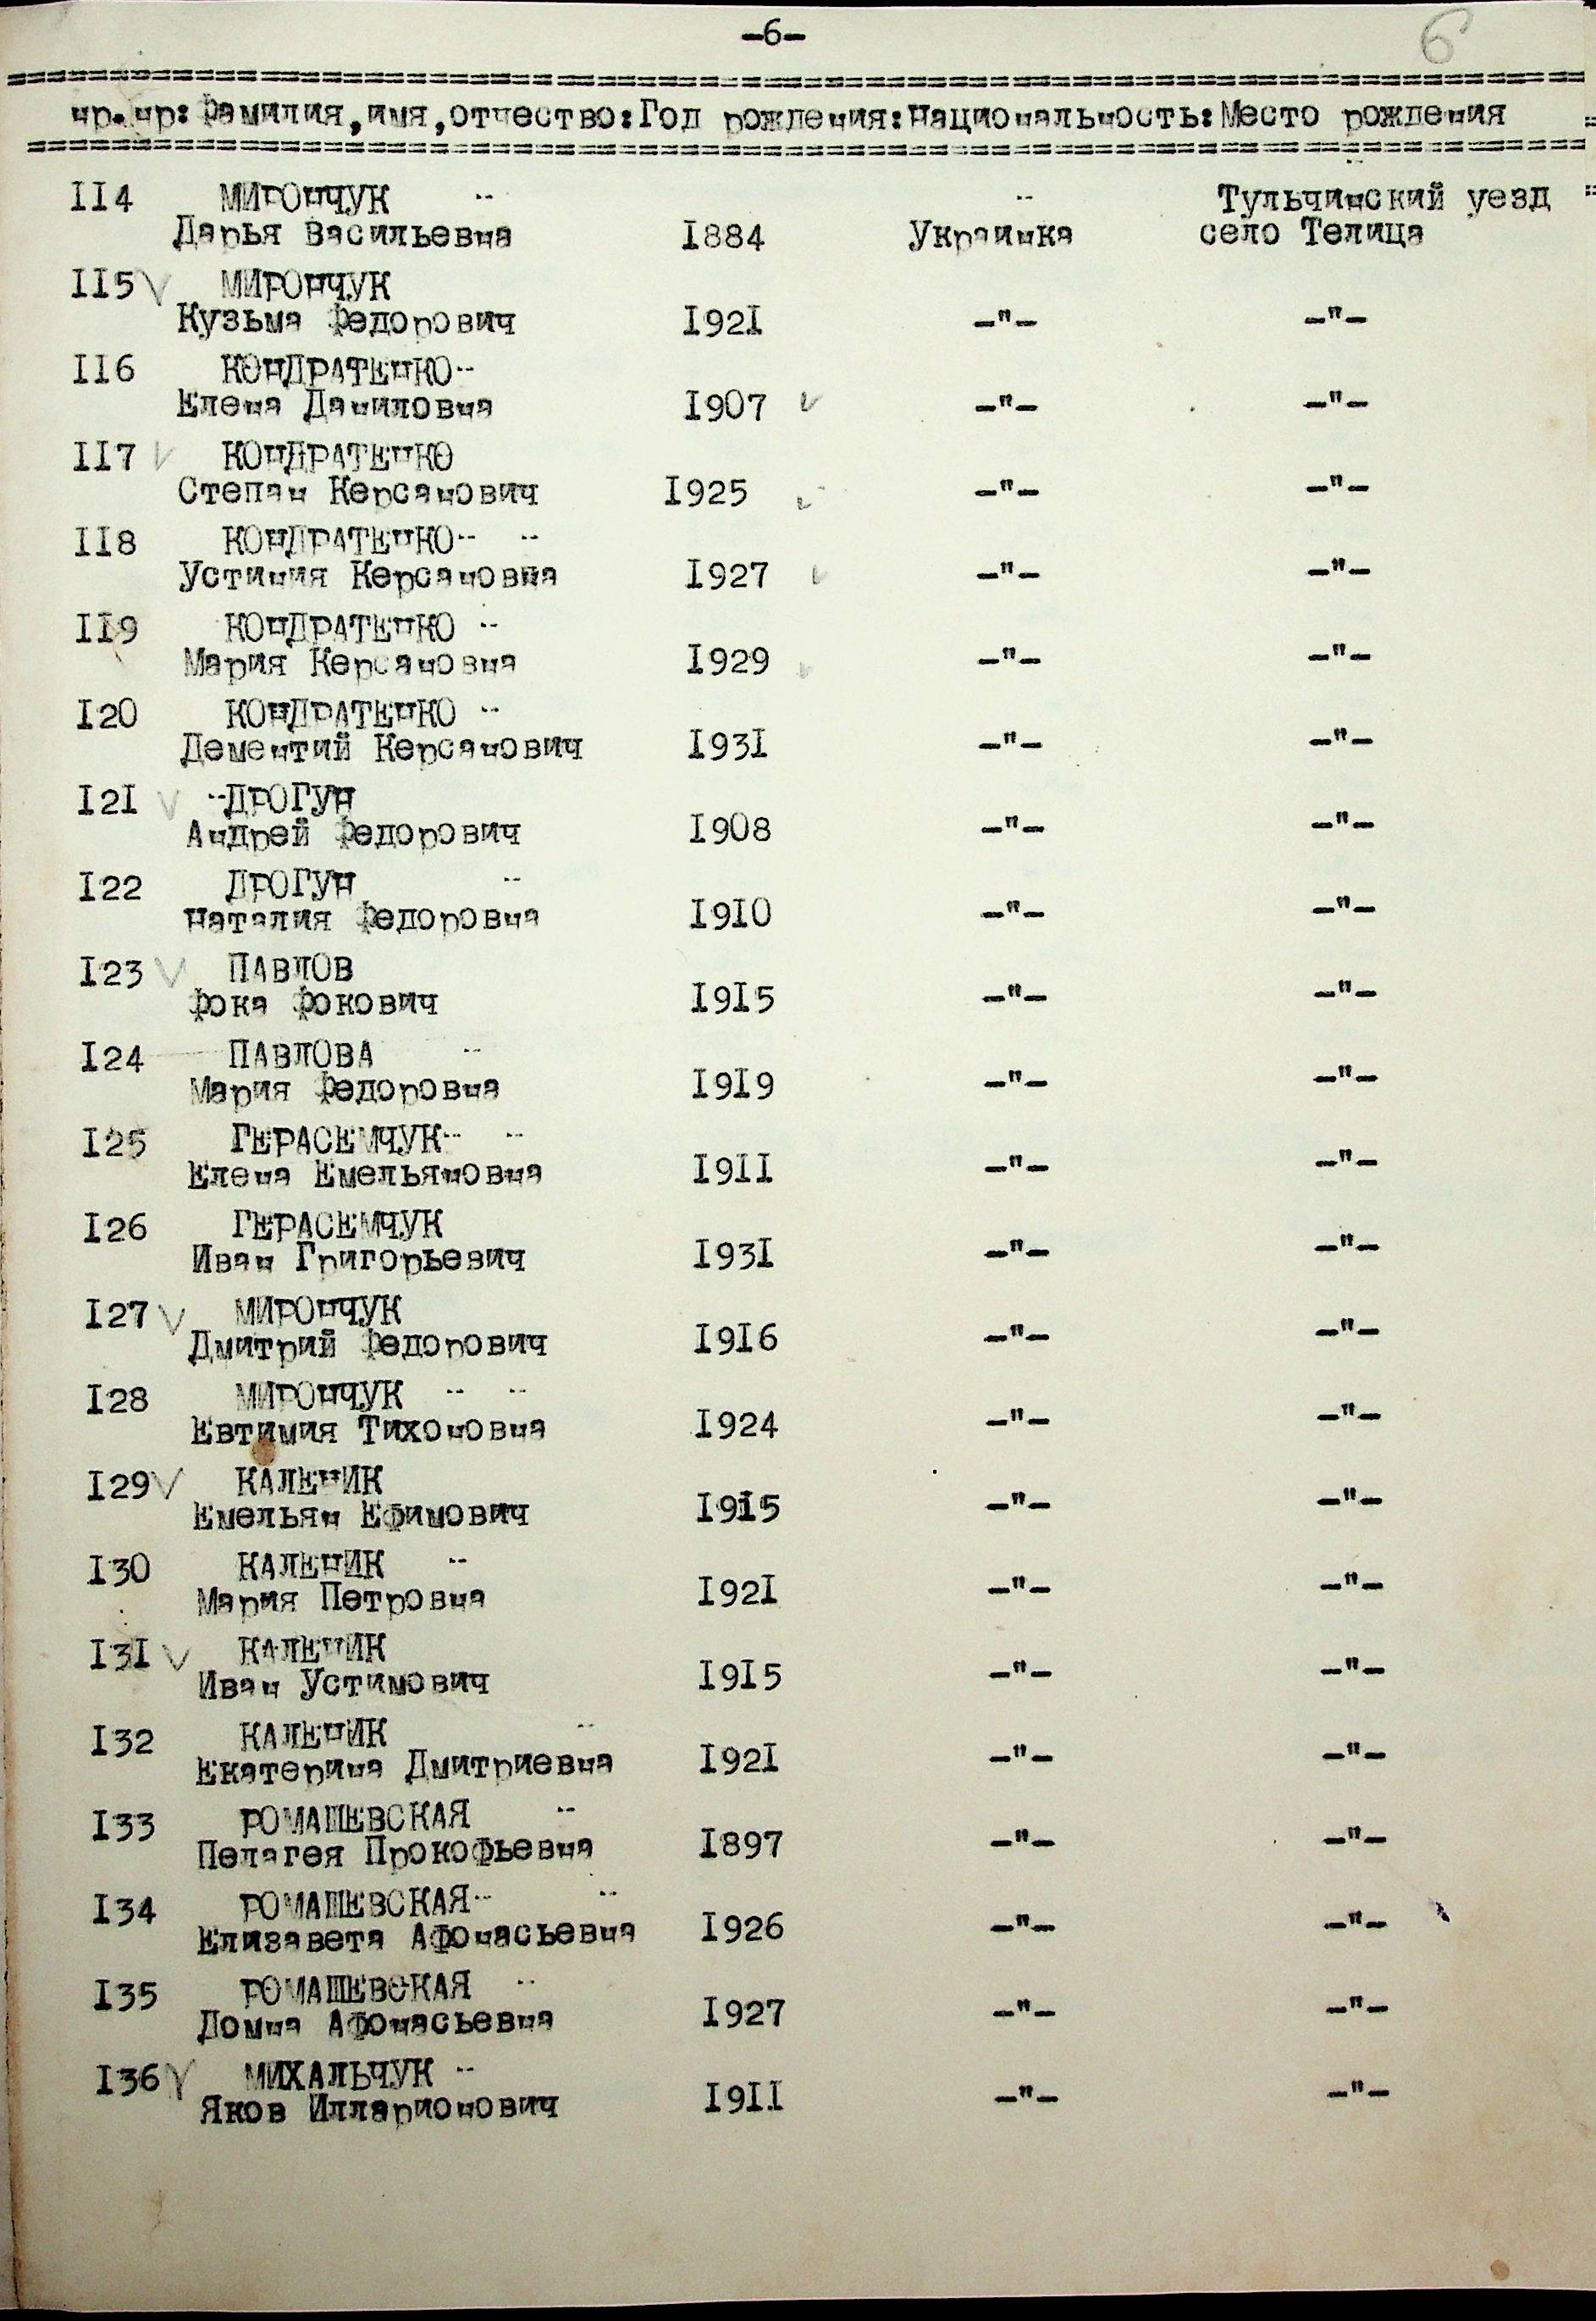 -6-
6
нр.нр: Фамилия,имя,отчество:Год рождения:Национальность:Место рождения
114 МИРОНЧУК Тульчинский уезд
Дарья Васильевна 1884 Украинка село Телица
115 V МИРОНЧУК
Кузьма Федорович 1921 -"- -"-
116 КОНДРАТЕНКО
Елена Даниловна 1907 V -"- -"-
117 V КОНДРАТЕНКО
Степан Керсанович 1925 -"- -"-
118 КОНДРАТЕНКО
Устиния Керсановна 1927 -"- -"-
119 КОНДРАТЕНКО
Мария Керсановна 1929 -"- -"-
120 КОНДРАТЕНКО
Дементий Керсанович 1931 -"- -"-
121 V ДРОГУН
Андрей Федорович 1908 -"- -"-
122 ДРОГУН
Наталия Федоровна 1910 -"- -"-
123 V ПАВЛОВ
Фока Фокович 1915 -"- -"-
124 ПАВЛОВА
Мария Федоровна 1919 -"- -"-
125 ГЕРАСЕМЧУК
Елена Емельяновна 1911 -"- -"-
126 ГЕРАСЕМЧУК
Иван Григорьевич 1931 -"- -"-
127 V МИРОНЧУК
Дмитрий Федорович 1916 -"- -"-
128 МИРОНЧУК
Евтимия Тихоновна 1924 -"- -"-
129 V КАЛЕНИК
Емельян Ефимович 1915 -"- -"-
130 КАЛЕНИК
Мария Петровна 1921 -"- -"-
131 V КАЛЕНИК
Иван Устимович 1915 -"- -"-
132 КАЛЕНИК
Екатерина Дмитриевна 1921 -"- -"-
133 РОМАШЕВСКАЯ
Пелагея Прокофьевна 1897 -"- -"-
134 РОМАШЕВСКАЯ
Елизавета Афонасьевна 1926 -"- -"-
135 РОМАШЕВСКАЯ
Домна Афонасьевна 1927 -"- -"-
136 V МИХАЛЬЧУК
Яков Илларионович 1911 -"- -"-